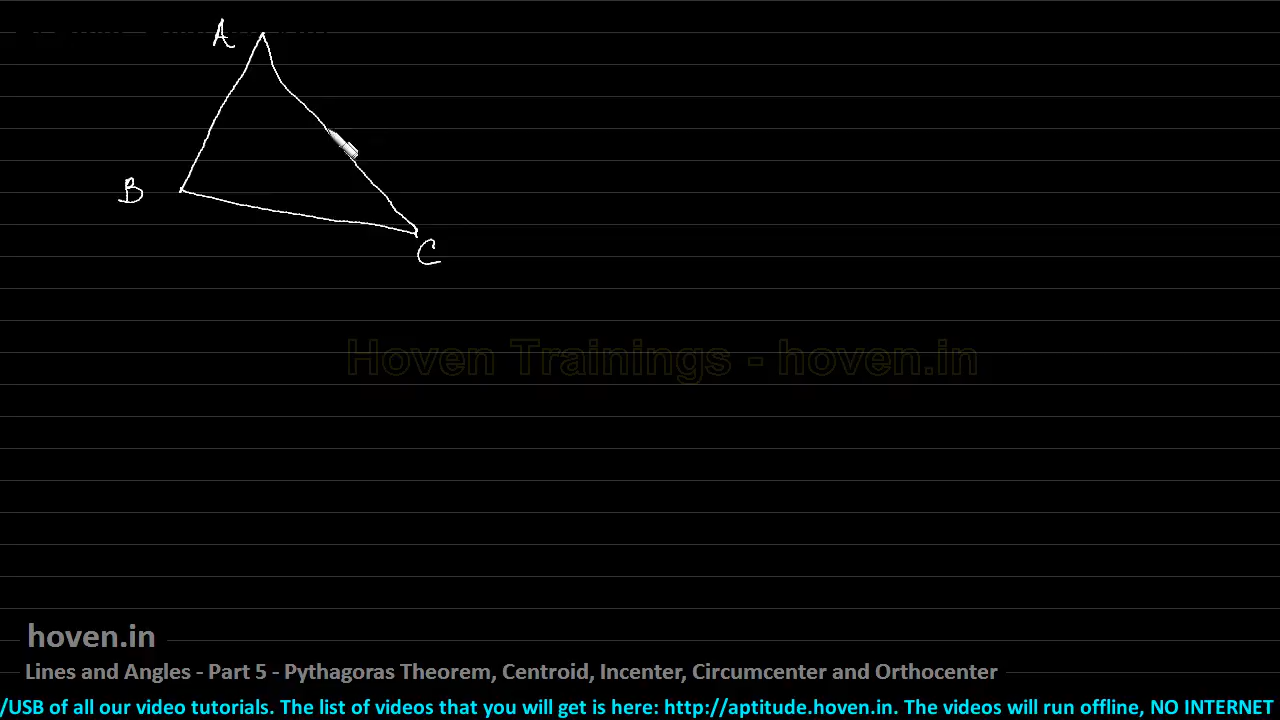 A
B
C
Hoven Trainings - hoven.in
hoven.in
Lines and Angles - Part 5 - Pythagoras Theorem, Centroid, Incenter, Circumcenter and Orthocenter
/USB of all our video tutorials. The list of videos that you will get is here: http://aptitude.hoven.in. The videos will run offline, NO INTERNET